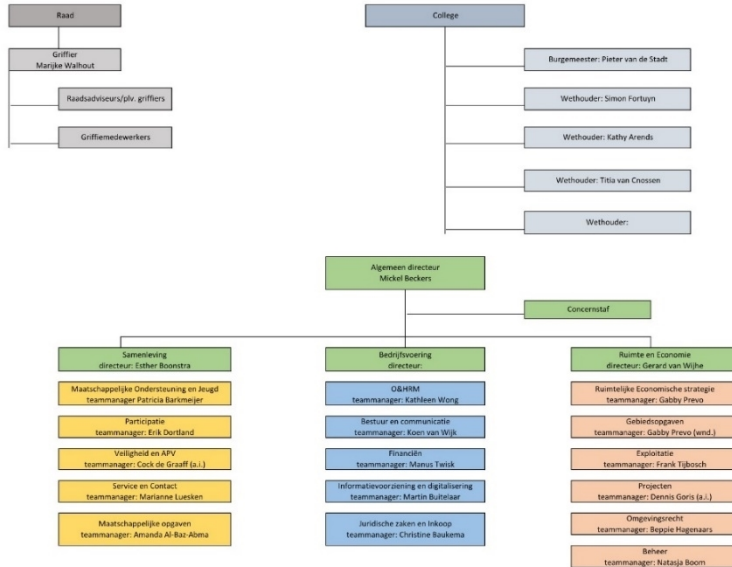 Raad
Griffier
Marijke Walhout
Raadsadviseurs/plv. griffiers
Griffiemedewerkers
College
Burgemeester: Pieter van de Stadt
Wethouder: Simon Fortuyn
Wethouder: Kathy Arends
Wethouder: Titia van Cnossen
Wethouder:
Algemeen directeur
Mickel Beckers
Concernstaf
Samenleving
directeur: Esther Boonstra
Maatschappelijke Ondersteuning en Jeugd
teammanager Patricia Barkmeijer
Participatie
teammanager: Erik Dortland
Veiligheid en APV
teammanager: Cock de Graaff (a.i.)
Service en Contact
teammanager: Marianne Luesken
Maatschappelijke opgaven
teammanager: Amanda Al-Baz-Abma
Bedrijfsvoering
directeur:
O&HRM
teammanager: Kathleen Wong
Bestuur en communicatie
teammanager: Koen van Wijk
Financiën
teammanager: Manus Twisk
Informatievoorziening en digitalisering
teammanager: Martin Buitelaar
Juridische zaken en Inkoop
teammanager: Christine Baukema
Ruimte en Economie
directeur: Gerard van Wijhe
Ruimtelijke Economische strategie
teammanager: Gabby Prevo
Gebiedsopgaven
teammanager: Gabby Prevo (wnd.)
Exploitatie
teammanager: Frank Tijbosch
Projecten
teammanager: Dennis Goris (a.i.)
Omgevingsrecht
teammanager: Beppie Hagenaars
Beheer
teammanager: Natasja Boom